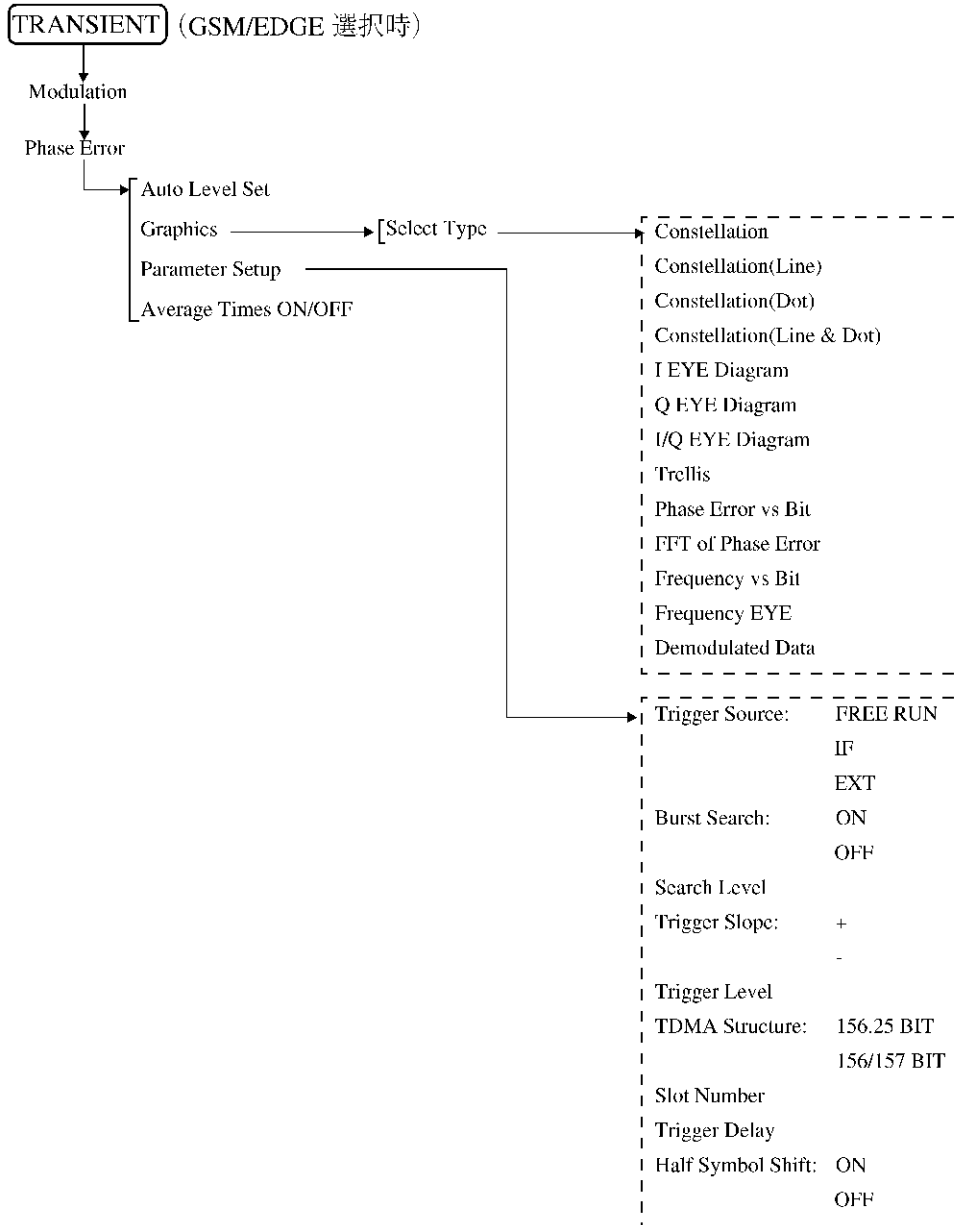 TRANSIENT (GSM/EDGE 選択時)
Modulation
Phase Error
Auto Level Set
Graphics
Select Type
Parameter Setup
Average Times ON/OFF
Constellation
Constellation(Line)
Constellation(Dot)
Constellation(Line & Dot)
I EYE Diagram
Q EYE Diagram
I/Q EYE Diagram
Trellis
Phase Error vs Bit
FFT of Phase Error
Frequency vs Bit
Frequency EYE
Demodulated Data
Trigger Source: FREE RUN
IF
EXT
Burst Search: ON
OFF
Search Level
Trigger Slope: +
-
Trigger Level
TDMA Structure: 156.25 BIT
156/157 BIT
Slot Number
Trigger Delay
Half Symbol Shift: ON
OFF